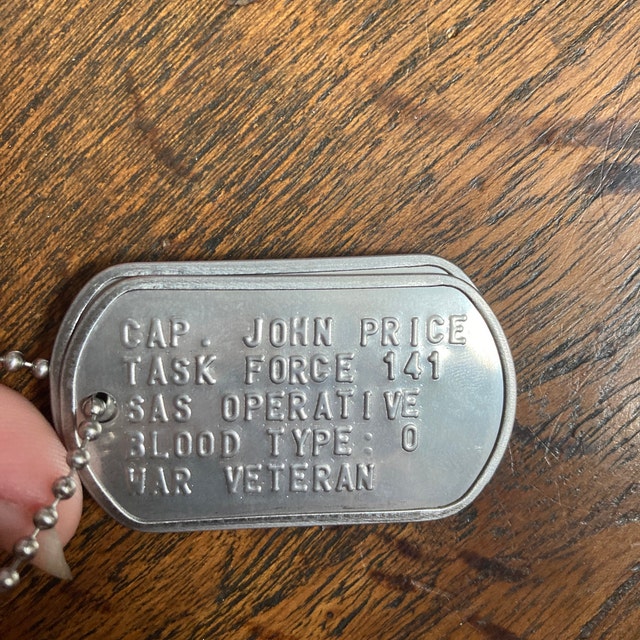 CAP. JOHN PRICE
TASK FORCE 141
SAS OPERATIVE
BLOOD TYPE: O
WAR VETERAN